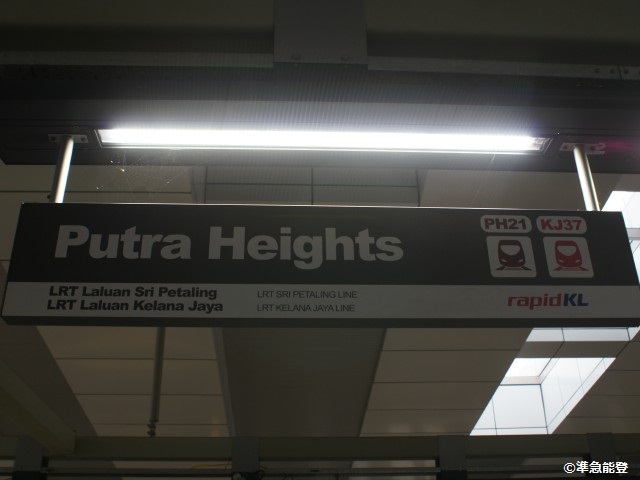 Putra Heights
PH21 KJ37
LRT Laluan Sri Petaling LRT SRI PETALING LINE
LRT Laluan Kelana Jaya LRT KELANA JAYA LINE
rapidKL
©準急能登